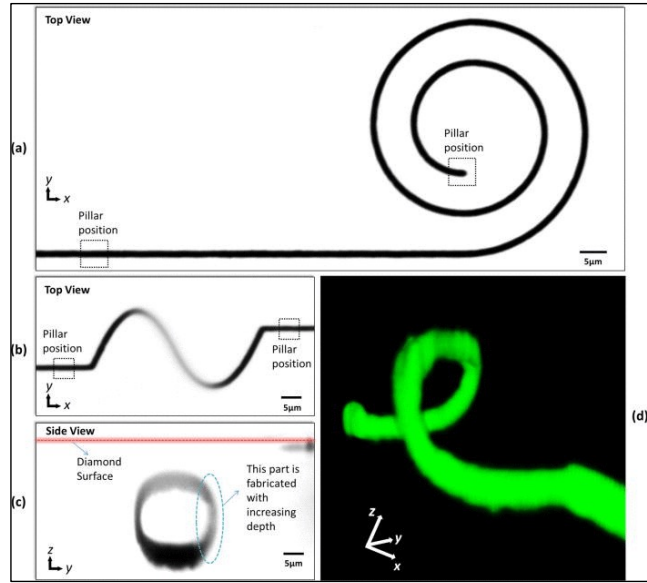 Top View
Pillar
position
(a)
y
x
Pillar
position
5μm
Top View
Pillar
position
Pillar
position
(b)
y
x
5μm
Side View
Diamond
Surface
This part is
fabricated
with
increasing
depth
(c)
z
y
5μm
(d)
z
y
x